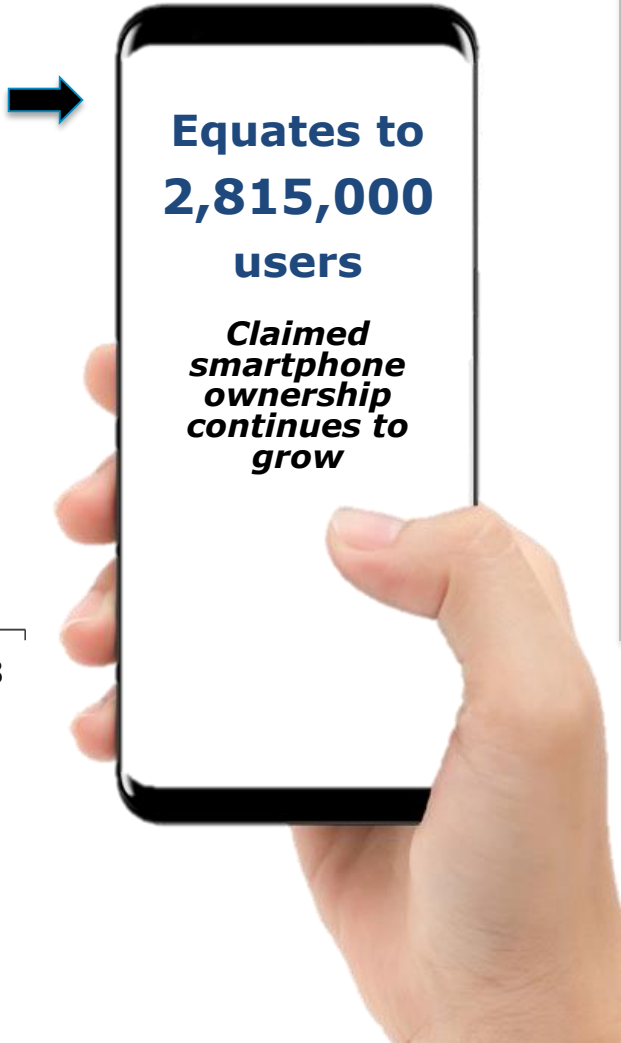 Equates to
2,815,000
users
Claimed
smartphone
ownership
continues to
grow